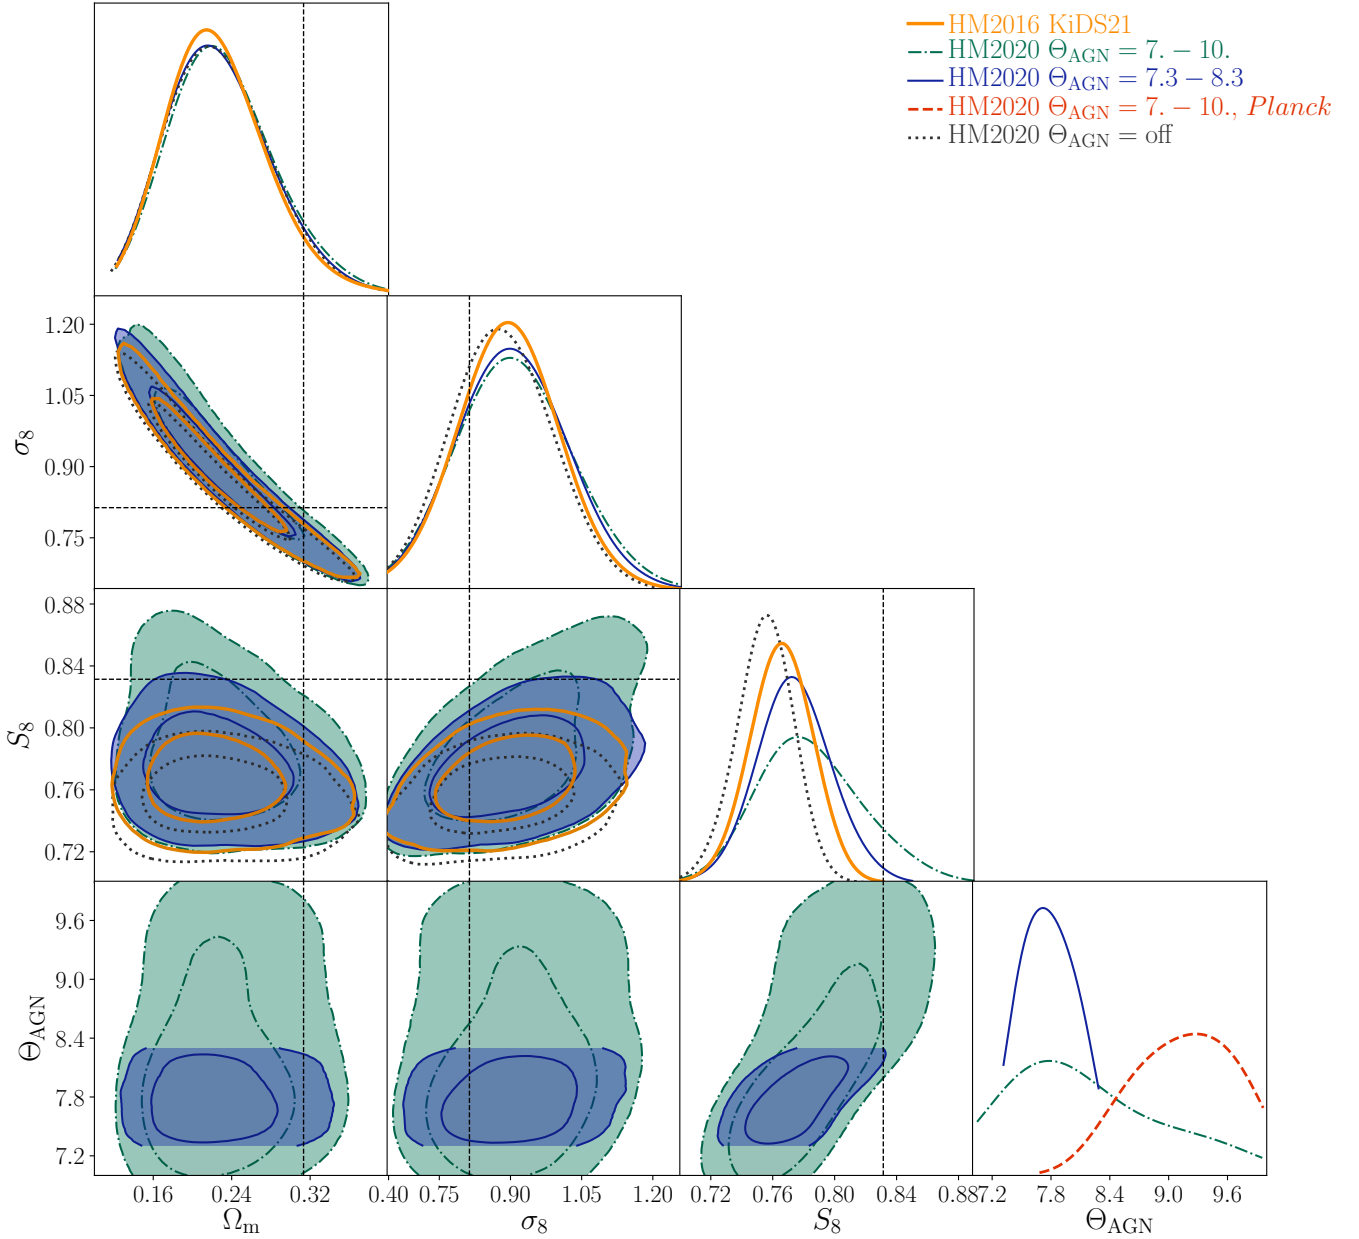 HM2016 KiDS21
HM2020 Θ_AGN = 7. − 10.
HM2020 Θ_AGN = 7.3 − 8.3
HM2020 Θ_AGN = 7. − 10., Planck
HM2020 Θ_AGN = off
1.20
1.05
0.90
0.75
σ_8
0.88
0.84
0.80
0.76
0.72
S_8
9.6
9.0
8.4
7.8
7.2
Θ_AGN
0.16 0.24 0.32 0.40 0.75 0.90 1.05 1.20 0.72 0.76 0.80 0.84 0.88 7.2 7.8 8.4 9.0 9.6
Ω_m σ_8 S_8 Θ_AGN